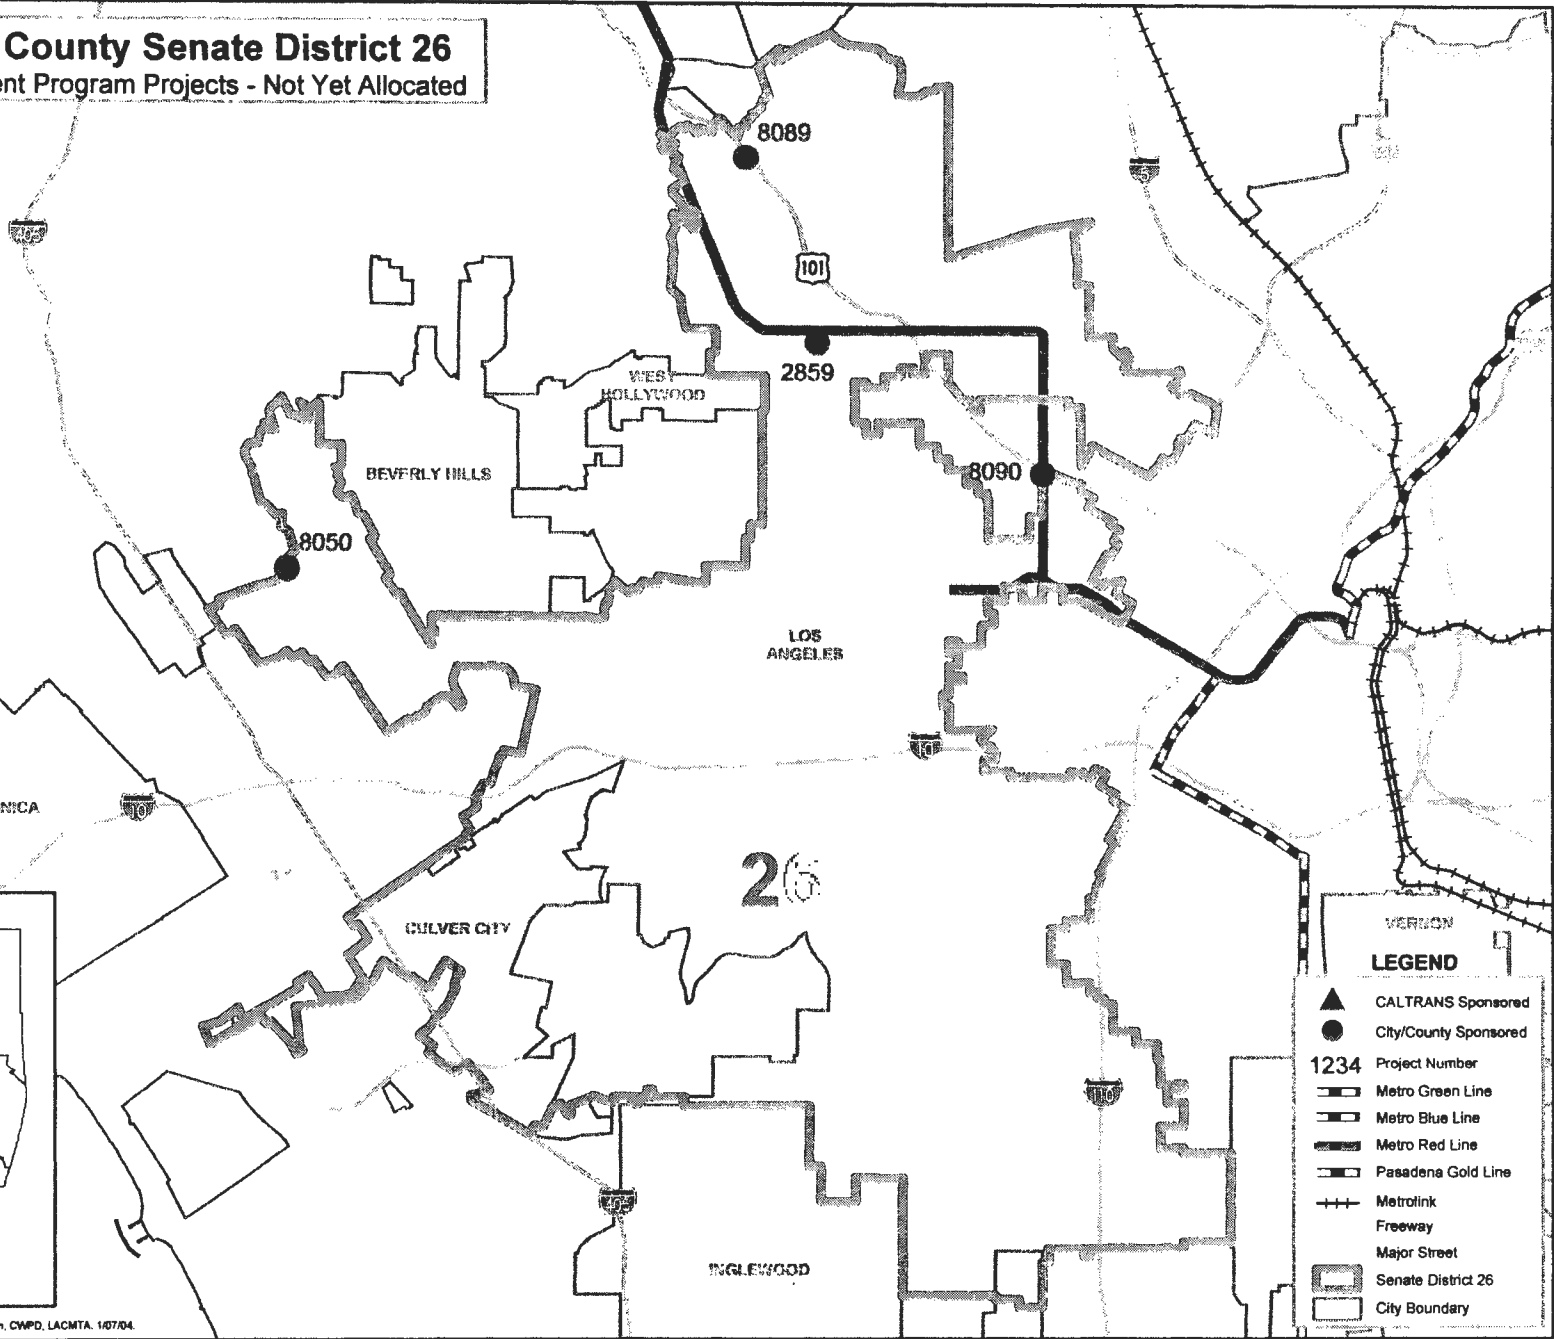 County Senate District 26
ent Program Projects - Not Yet Allocated
8089
5
405
101
2859
WEST
HOLLYWOOD
BEVERLY HILLS
8090
8050
LOS
ANGELES
10
NICA
10
26
CULVER CITY
VERNON
LEGEND
CALTRANS Sponsored
City/County Sponsored
1234 Project Number
Metro Green Line
Metro Blue Line
110
Metro Red Line
Pasadena Gold Line
405
Metrolink
Freeway
Major Street
INGLEWOOD
Senate District 26
City Boundary
n, CWPD, LACMTA. 1/07/04.